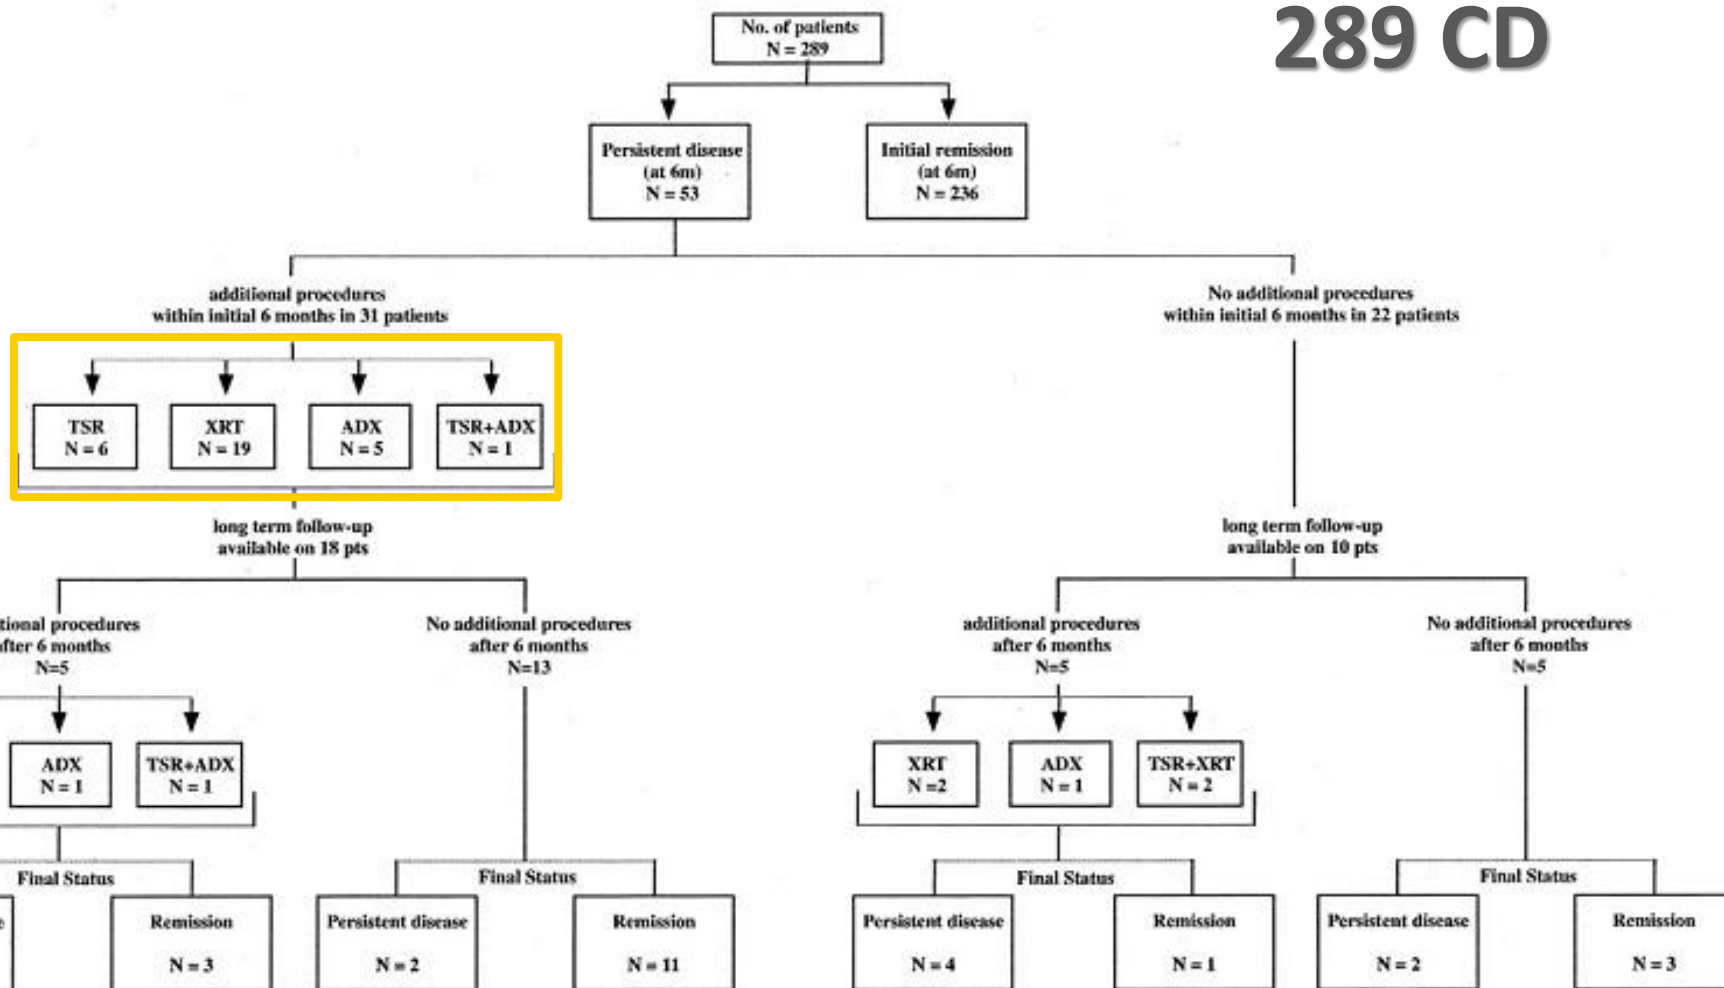 289 CD
No. of patients
N = 289
Persistent disease
(at 6m)
N = 53
Initial remission
(at 6m)
N = 236
additional procedures
within initial 6 months in 31 patients
No additional procedures
within initial 6 months in 22 patients
TSR
N = 6
XRT
N = 19
ADX
N = 5
TSR+ADX
N = 1
long term follow-up
available on 18 pts
long term follow-up
available on 10 pts
tional procedures
after 6 months
N=5
No additional procedures
after 6 months
N=13
additional procedures
after 6 months
N=5
No additional procedures
after 6 months
N=5
ADX
N = 1
TSR+ADX
N = 1
XRT
N =2
ADX
N = 1
TSR+XRT
N = 2
Final Status
Final Status
Final Status
Final Status
e
Remission
N = 3
Persistent disease
N = 2
Remission
N = 11
Persistent disease
N = 4
Remission
N = 1
Persistent disease
N = 2
Remission
N = 3